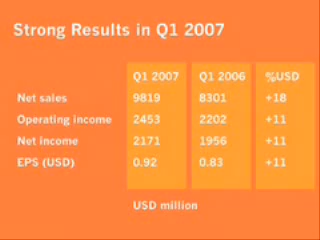 Strong Results in Q1 2007
Q1 2007 Q1 2006 %USD
Net sales 9819 8301 +18
Operating income 2453 2202 +11
Net income 2171 1956 +11
EPS (USD) 0.92 0.83 +11
USD million